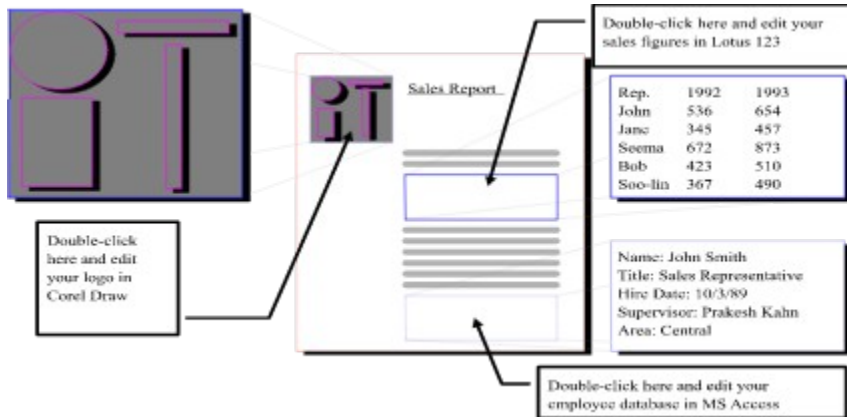 Double-click here and edit your
sales figures in Lotus 123
Sales Report
Rep. 1992 1993
John 536 654
Jane 345 457
Seema 672 873
Bob 423 510
Soo-lin 367 490
Double-click
here and edit
your logo in
Corel Draw
Name: John Smith
Title: Sales Representative
Hire Date: 10/3/89
Supervisor: Prakesh Kahn
Area: Central
Double-click here and edit your
employee database in MS Access